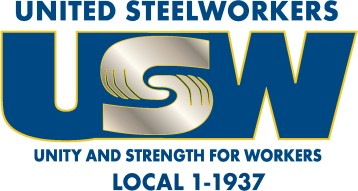 UNITED STEELWORKERS
USW
UNITY AND STRENGTH FOR WORKERS
LOCAL 1-1937